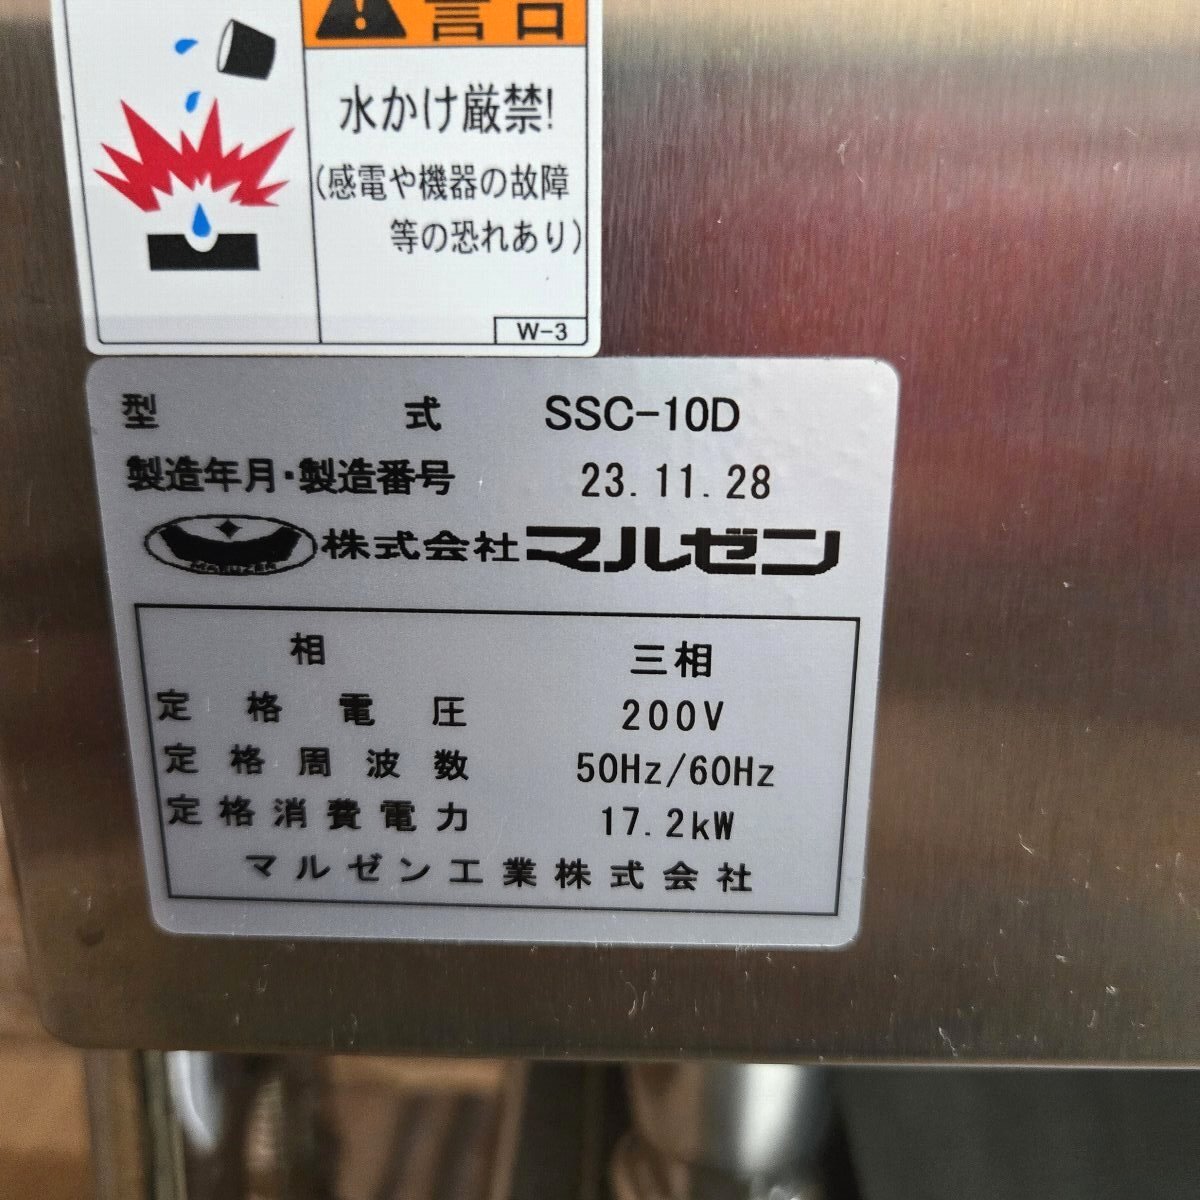 警告
水かけ厳禁!
(感電や機器の故障
等の恐れあり)
W-3
型式 SSC-10D
製造年月・製造番号 23.11.28
MARUZEN 株式会社マルゼン
相 三相
定格電圧 200V
定格周波数 50Hz/60Hz
定格消費電力 17.2kW
マルゼン工業株式会社